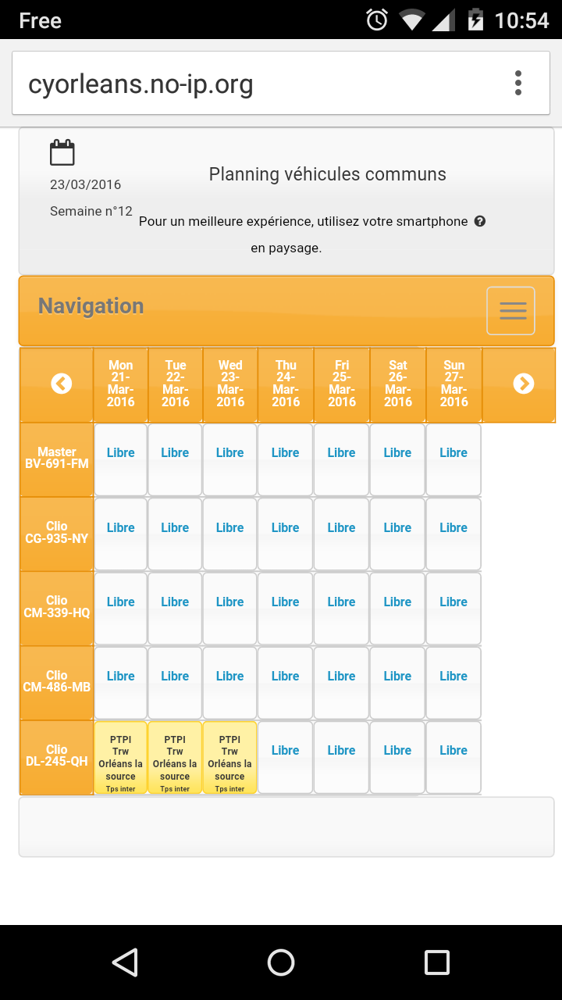 Free 10:54
cyorleans.no-ip.org
23/03/2016
Planning véhicules communs
Semaine n°12
Pour un meilleure expérience, utilisez votre smartphone
en paysage.
Navigation
Mon 21-Mar-2016 Tue 22-Mar-2016 Wed 23-Mar-2016 Thu 24-Mar-2016 Fri 25-Mar-2016 Sat 26-Mar-2016 Sun 27-Mar-2016
Master BV-691-FM Libre Libre Libre Libre Libre Libre Libre
Clio CG-935-NY Libre Libre Libre Libre Libre Libre Libre
Clio CM-339-HQ Libre Libre Libre Libre Libre Libre Libre
Clio CM-486-MB Libre Libre Libre Libre Libre Libre Libre
Clio DL-245-QH PTPI Trw Orléans la source Tps inter PTPI Trw Orléans la source Tps inter PTPI Trw Orléans la source Tps inter Libre Libre Libre Libre